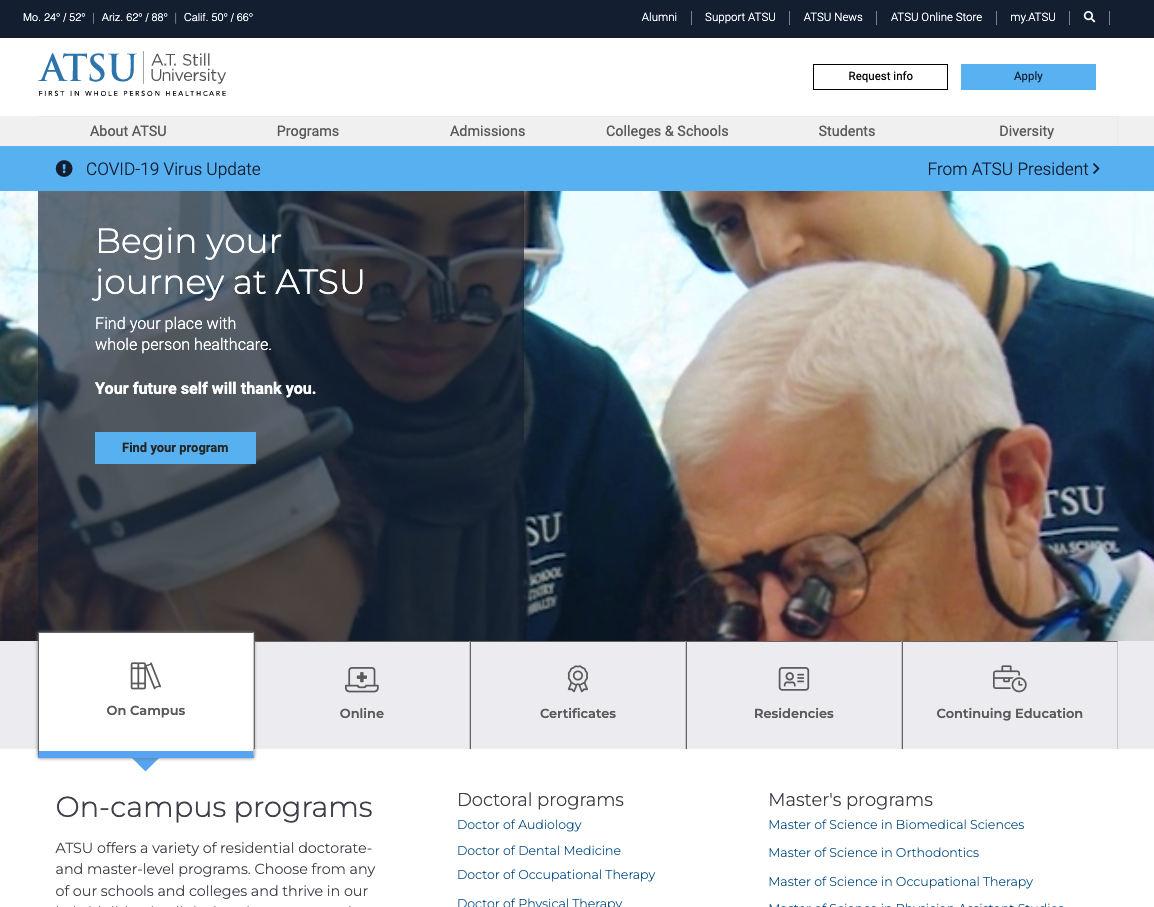 Mo. 24° / 52° | Ariz. 62° / 88° | Calif. 50° / 66°
Alumni | Support ATSU | ATSU News | ATSU Online Store | my.ATSU
ATSU | A.T. Still University
FIRST IN WHOLE PERSON HEALTHCARE
Request info
Apply
About ATSU
Programs
Admissions
Colleges & Schools
Students
Diversity
COVID-19 Virus Update
From ATSU President
Begin your
journey at ATSU
Find your place with
whole person healthcare.
Your future self will thank you.
Find your program
On Campus
Online
Certificates
Residencies
Continuing Education
On-campus programs
ATSU offers a variety of residential doctorate-
and master-level programs. Choose from any
of our schools and colleges and thrive in our
Doctoral programs
Doctor of Audiology
Doctor of Dental Medicine
Doctor of Occupational Therapy
Doctor of Physical Therapy
Master's programs
Master of Science in Biomedical Sciences
Master of Science in Orthodontics
Master of Science in Occupational Therapy
Master of Science in Physician Assistant Studies